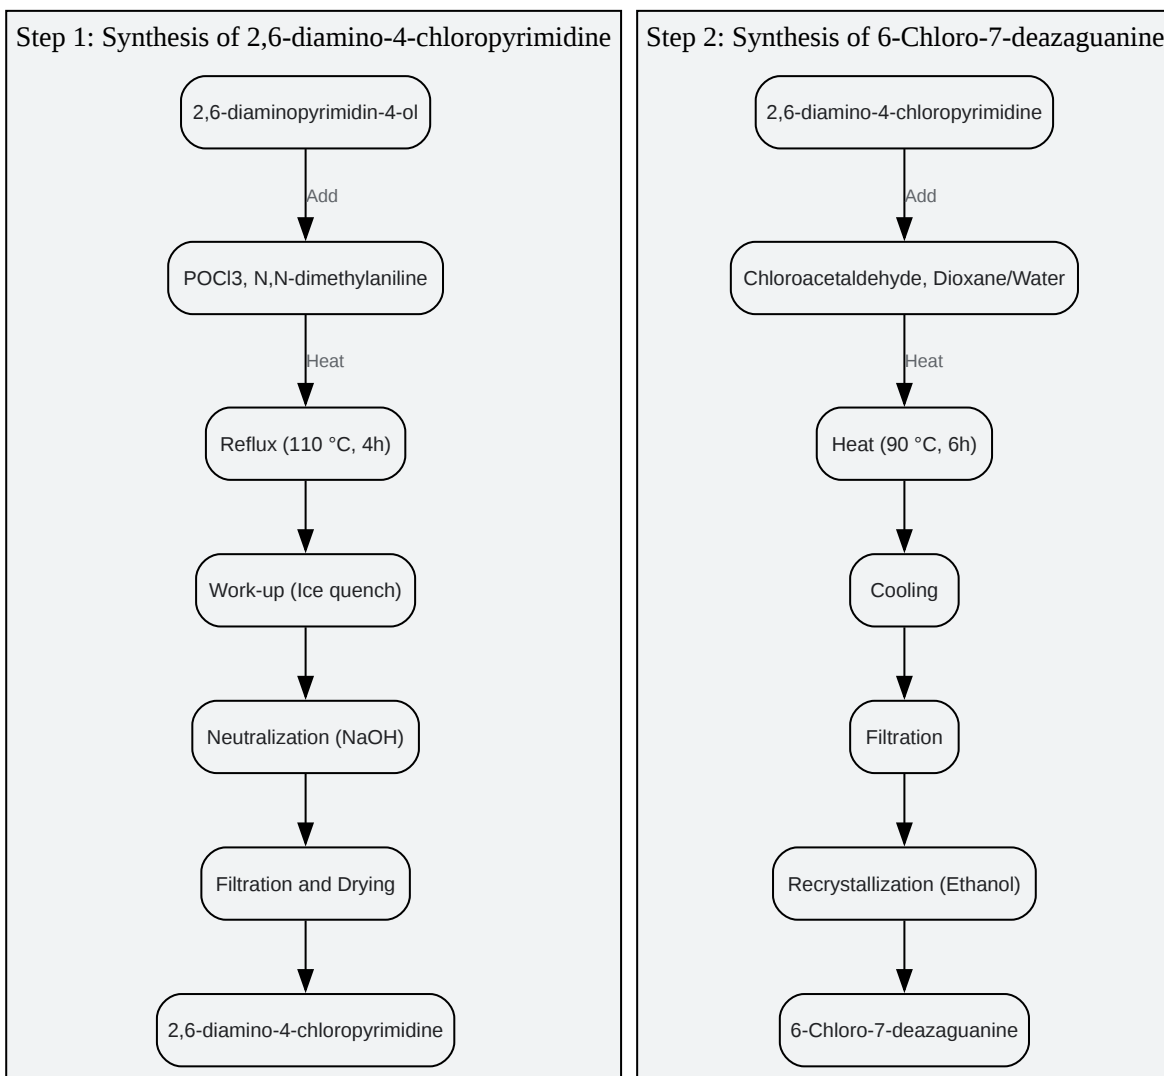 Step 1: Synthesis of 2,6-diamino-4-chloropyrimidine
2,6-diaminopyrimidin-4-ol
Add
POCl3, N,N-dimethylaniline
Heat
Reflux (110 °C, 4h)
Work-up (Ice quench)
Neutralization (NaOH)
Filtration and Drying
2,6-diamino-4-chloropyrimidine
Step 2: Synthesis of 6-Chloro-7-deazaguanine
2,6-diamino-4-chloropyrimidine
Add
Chloroacetaldehyde, Dioxane/Water
Heat
Heat (90 °C, 6h)
Cooling
Filtration
Recrystallization (Ethanol)
6-Chloro-7-deazaguanine